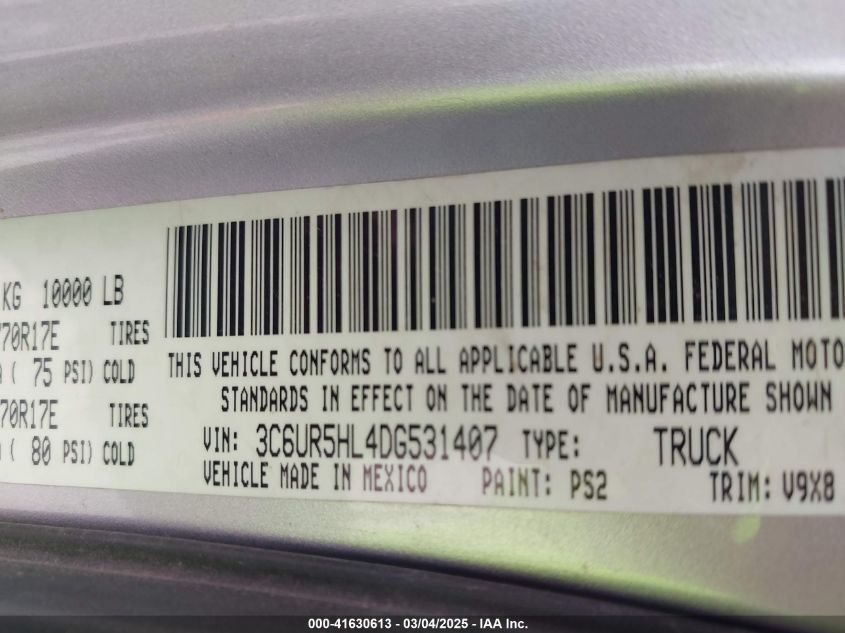 KG 10000 LB
70R17E TIRES
( 75 PSI) COLD
70R17E TIRES
( 80 PSI) COLD
THIS VEHICLE CONFORMS TO ALL APPLICABLE U.S.A. FEDERAL MOTO
STANDARDS IN EFFECT ON THE DATE OF MANUFACTURE SHOWN
VIN: 3C6UR5HL4DG531407 TYPE: TRUCK
VEHICLE MADE IN MEXICO PAINT: PS2 TRIM: V9X8
000-41630613 - 03/04/2025 - IAA Inc.